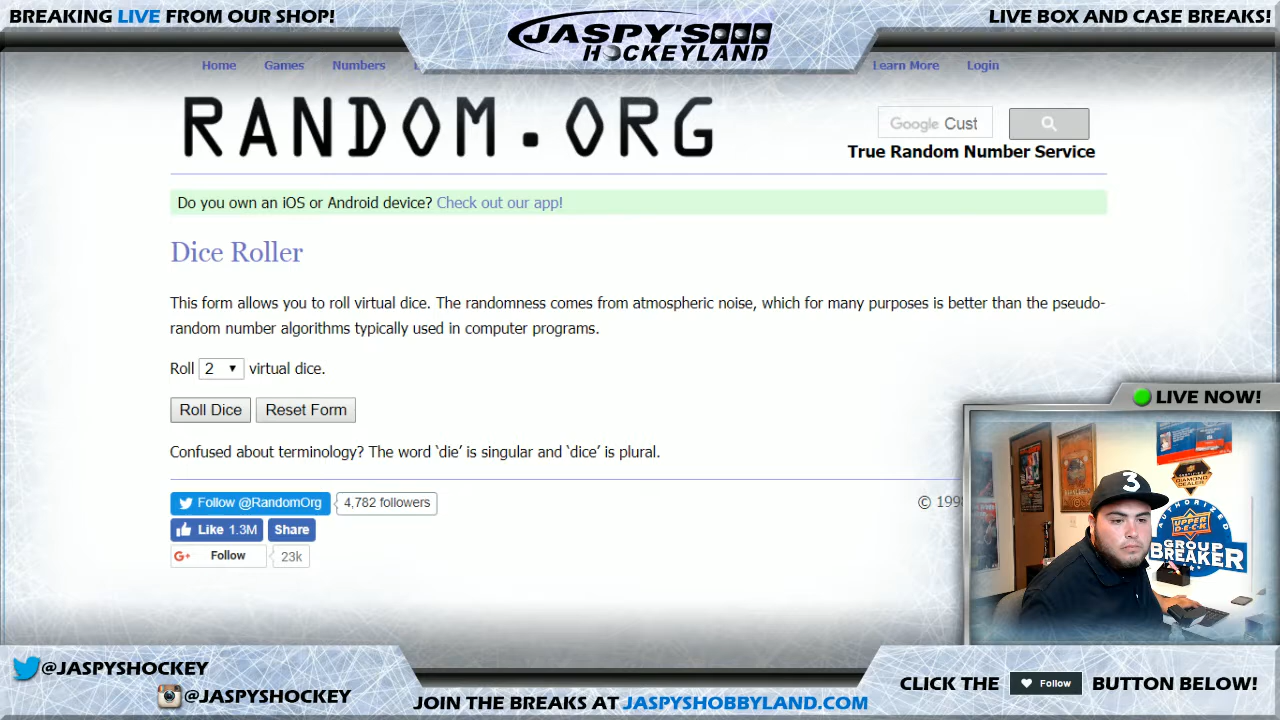 BREAKING LIVE FROM OUR SHOP!
JASPY'S
HOCKEYLAND
LIVE BOX AND CASE BREAKS!
Home Games Numbers Learn More Login
RANDOM.ORG
Google Cust
True Random Number Service
Do you own an iOS or Android device? Check out our app!
Dice Roller
This form allows you to roll virtual dice. The randomness comes from atmospheric noise, which for many purposes is better than the pseudo-
random number algorithms typically used in computer programs.
Roll 2 virtual dice.
Roll Dice Reset Form
Confused about terminology? The word ‘die’ is singular and ‘dice’ is plural.
Follow @RandomOrg 4,782 followers
Like 1.3M Share
G+ Follow 23k
© 199
LIVE NOW!
DIAMOND
DEALER
3
AUTHORIZED
UPPER
DECK
GROUP
BREAKER
@JASPYSHOCKEY
@JASPYSHOCKEY
JOIN THE BREAKS AT JASPYSHOBBYLAND.COM
CLICK THE Follow BUTTON BELOW!